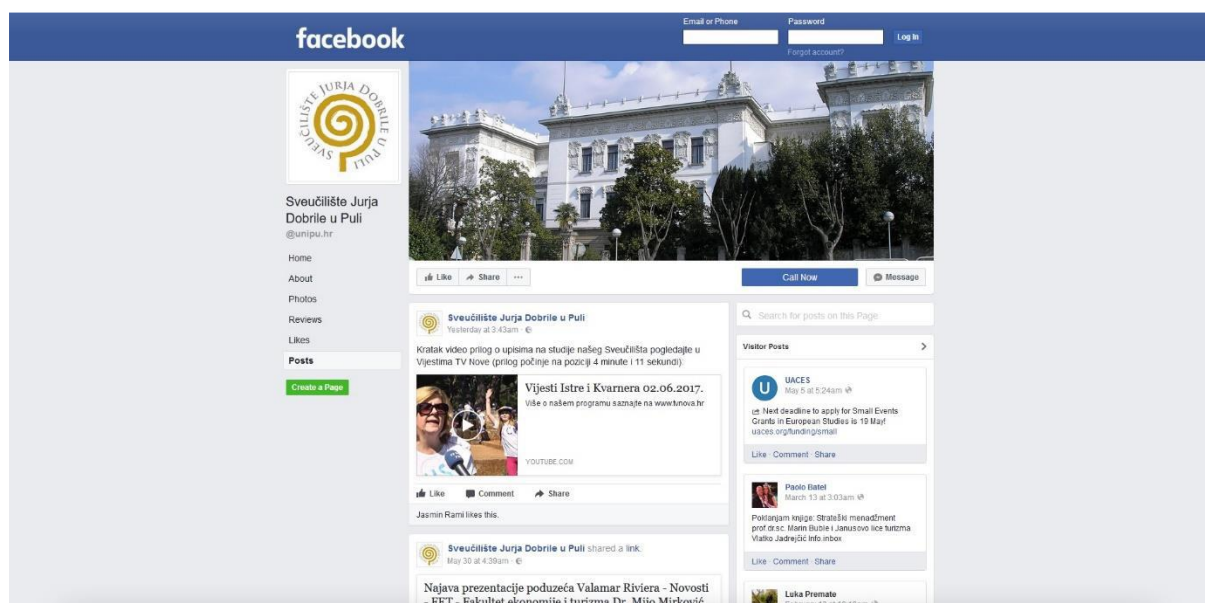 facebook
Email or Phone
Password
Log In
Forgot account?
SVEUČILIŠTE JURJA DOBRILE U PULI
Sveučilište Jurja
Dobrile u Puli
@unipu.hr
Home
About
Photos
Reviews
Likes
Posts
Create a Page
Like Share ...
Call Now
Message
Sveučilište Jurja Dobrile u Puli
Yesterday at 3:43am ·
Kratak video prilog o upisima na studije našeg Sveučilišta pogledajte u
Vijestima TV Nove (prilog počinje na poziciji 4 minute i 11 sekundi):
Vijesti Istre i Kvarnera 02.06.2017.
Više o našem programu saznajte na www.tvnova.hr
YOUTUBE.COM
Like Comment Share
Jasmin Rami likes this.
Sveučilište Jurja Dobrile u Puli shared a link.
May 30 at 4:39am ·
Najava prezentacije poduzeća Valamar Riviera - Novosti
- FET - Fakultet ekonomije i turizma Dr. Mijo Mirković
Search for posts on this Page
Visitor Posts
U
UACES
May 5 at 5:24am
Next deadline to apply for Small Events
Grants in European Studies is 19 May!
uaces.org/funding/small
Like · Comment · Share
Paolo Batel
March 13 at 3:03am
Poklanjam knjige: Strateški menadžment
prof dr.sc. Marin Buble i Janusovo lice turizma
Vlatko Jadrejčić Info.inbox
Like · Comment · Share
Luka Premate